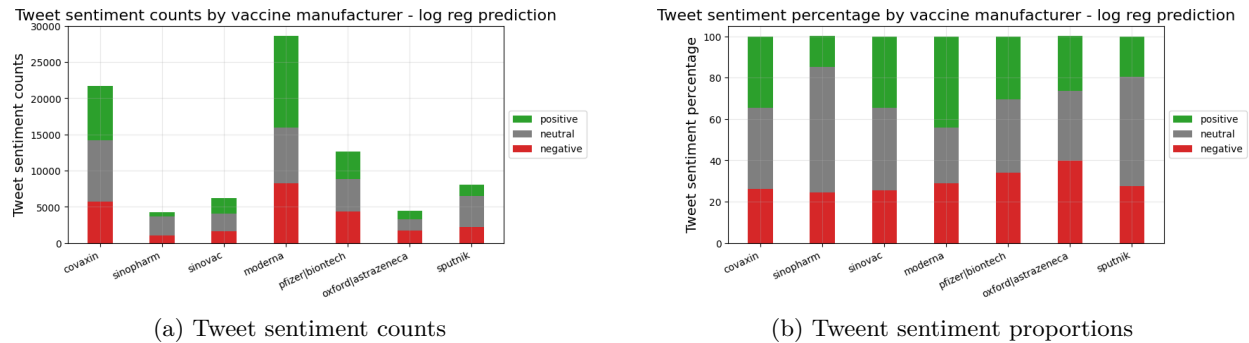 Tweet sentiment counts by vaccine manufacturer - log reg prediction
30000
25000
20000
15000
10000
5000
0
Tweet sentiment counts
covaxin
sinopharm
sinovac
moderna
pfizer|biontech
oxford|astrazeneca
sputnik
positive
neutral
negative
(a) Tweet sentiment counts
Tweet sentiment percentage by vaccine manufacturer - log reg prediction
100
80
60
40
20
0
Tweet sentiment percentage
covaxin
sinopharm
sinovac
moderna
pfizer|biontech
oxford|astrazeneca
sputnik
positive
neutral
negative
(b) Tweent sentiment proportions